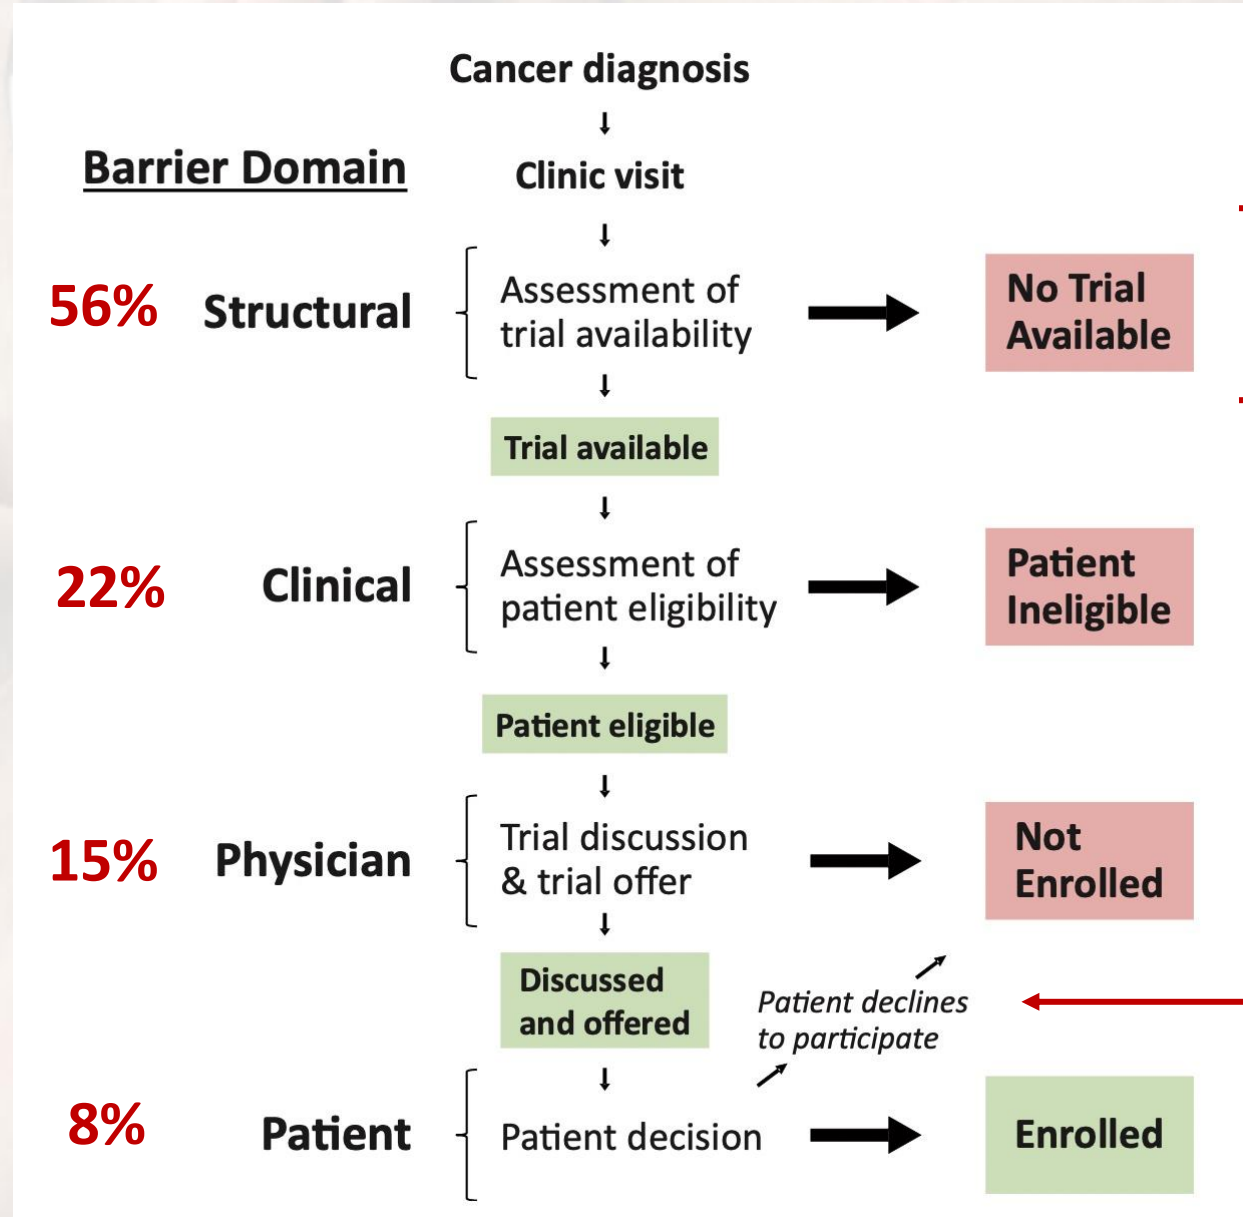 Cancer diagnosis
Barrier Domain
Clinic visit
56%
Structural
Assessment of
trial availability
No Trial
Available
Trial available
22%
Clinical
Assessment of
patient eligibility
Patient
Ineligible
Patient eligible
15%
Physician
Trial discussion
& trial offer
Not
Enrolled
Discussed
and offered
Patient declines
to participate
8%
Patient
Patient decision
Enrolled